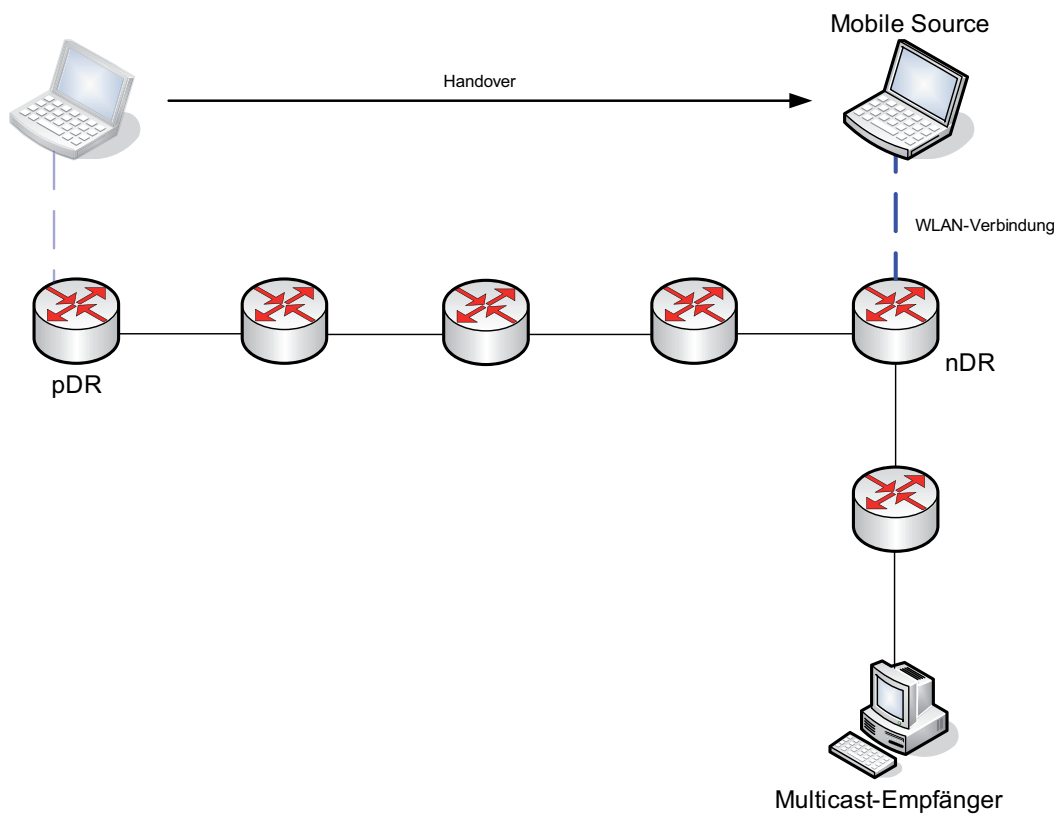 Mobile Source
Handover
WLAN-Verbindung
pDR
nDR
Multicast-Empfänger